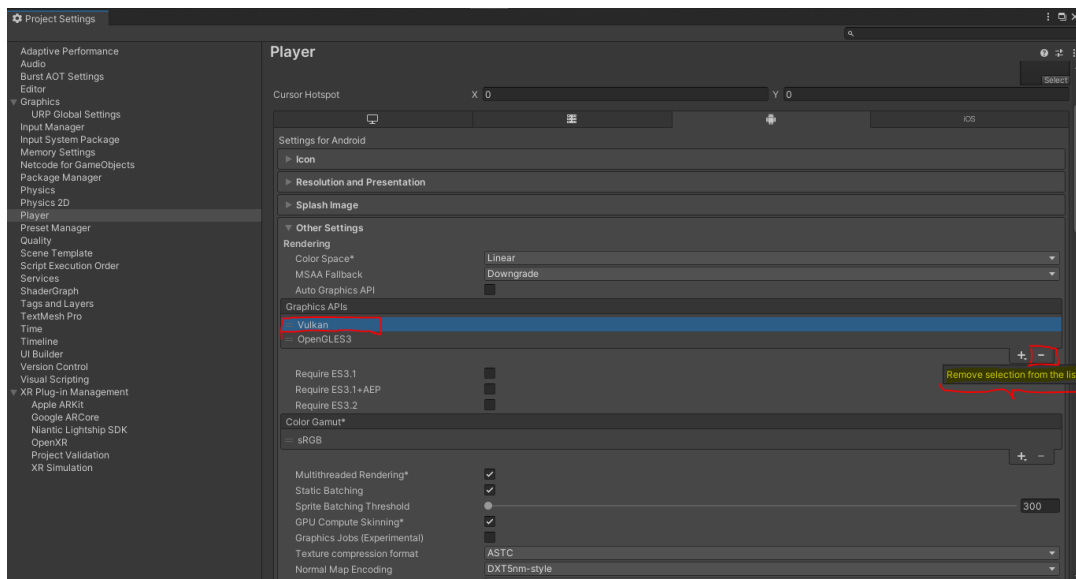 Project Settings
Adaptive Performance
Audio
Burst AOT Settings
Editor
Graphics
URP Global Settings
Input Manager
Input System Package
Memory Settings
Netcode for GameObjects
Package Manager
Physics
Physics 2D
Player
Preset Manager
Quality
Scene Template
Script Execution Order
Services
ShaderGraph
Tags and Layers
TextMesh Pro
Time
Timeline
UI Builder
Version Control
Visual Scripting
XR Plug-in Management
Apple ARKit
Google ARCore
Niantic Lightship SDK
OpenXR
Project Validation
XR Simulation
Player
Select
Cursor Hotspot X 0 Y 0
iOS
Settings for Android
Icon
Resolution and Presentation
Splash Image
Other Settings
Rendering
Color Space* Linear
MSAA Fallback Downgrade
Auto Graphics API
Graphics APIs
Vulkan
OpenGLES3
Remove selection from the lis
Require ES3.1
Require ES3.1+AEP
Require ES3.2
Color Gamut*
sRGB
Multithreaded Rendering*
Static Batching
Sprite Batching Threshold 300
GPU Compute Skinning*
Graphics Jobs (Experimental)
Texture compression format ASTC
Normal Map Encoding DXT5nm-style